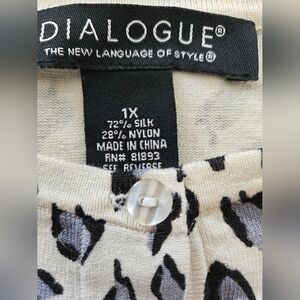 DIALOGUE®
THE NEW LANGUAGE OF STYLE®
1X
72% SILK
28% NYLON
MADE IN CHINA
RN# 81893
SEE REVERSE